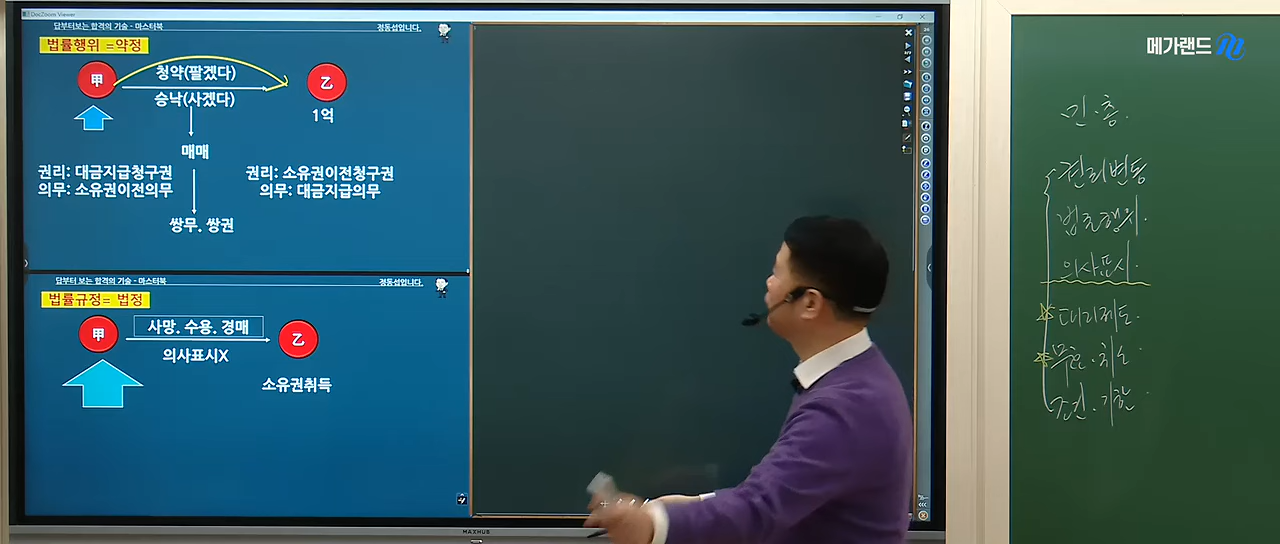 DocZoom Viewer
답부터보는 합격의 기술 - 마스터북
정동섭입니다.
법률행위 =약정
甲
청약(팔겠다)
승낙(사겠다)
乙
1억
매매
권리: 대금지급청구권
의무: 소유권이전의무
권리: 소유권이전청구권
의무: 대금지급의무
쌍무. 쌍권
답부터 보는 합격의 기술 - 마스터북
정동섭입니다.
법률규정= 법정
甲
사망. 수용. 경매
의사표시X
乙
소유권취득
MAXHUB
메가랜드
민·총.
권리변동
법률행위.
의사표시.
대리제도.
무효·취소
조건·기한